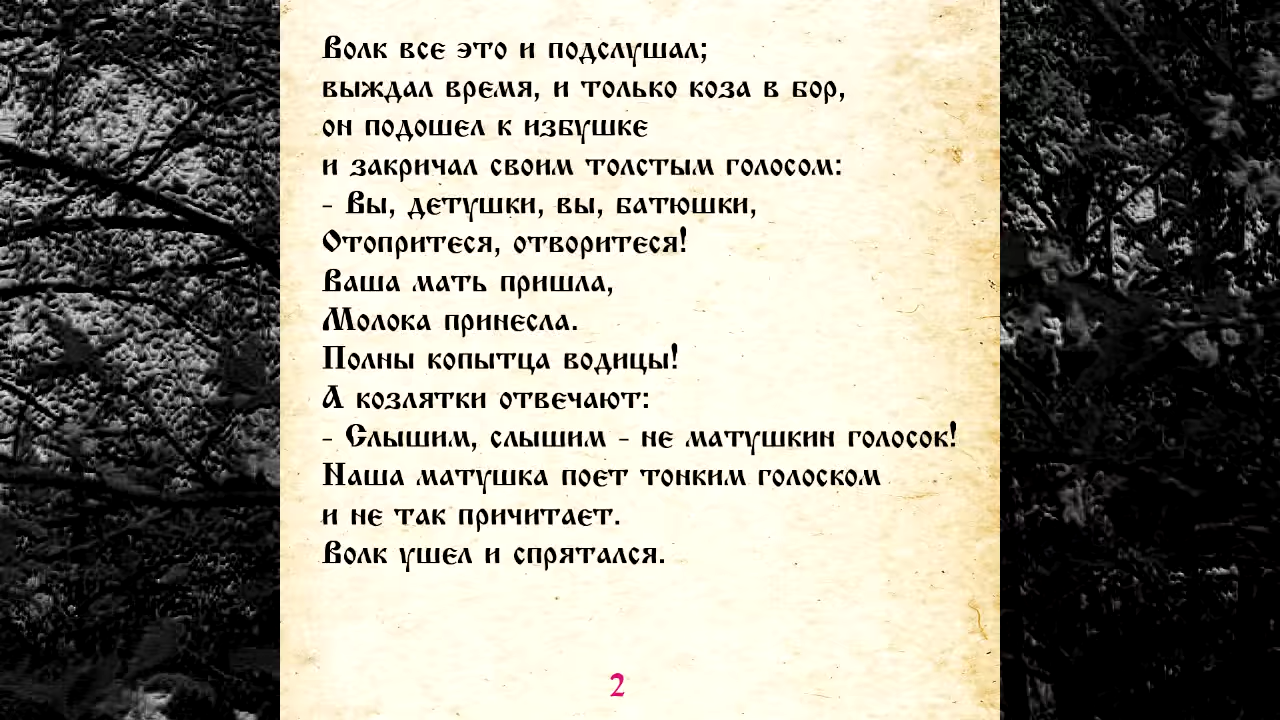 Волк все это и подслушал;
выждал время, и только коза в бор,
он подошел к избушке
и закричал своим толстым голосом:
- Вы, детушки, вы, батюшки,
Отопритеся, отворитеся!
Ваша мать пришла,
Молока принесла.
Полны копытца водицы!
А козлятки отвечают:
- Слышим, слышим - не матушкин голосок!
Наша матушка поет тонким голоском
и не так причитает.
Волк ушел и спрятался.
2